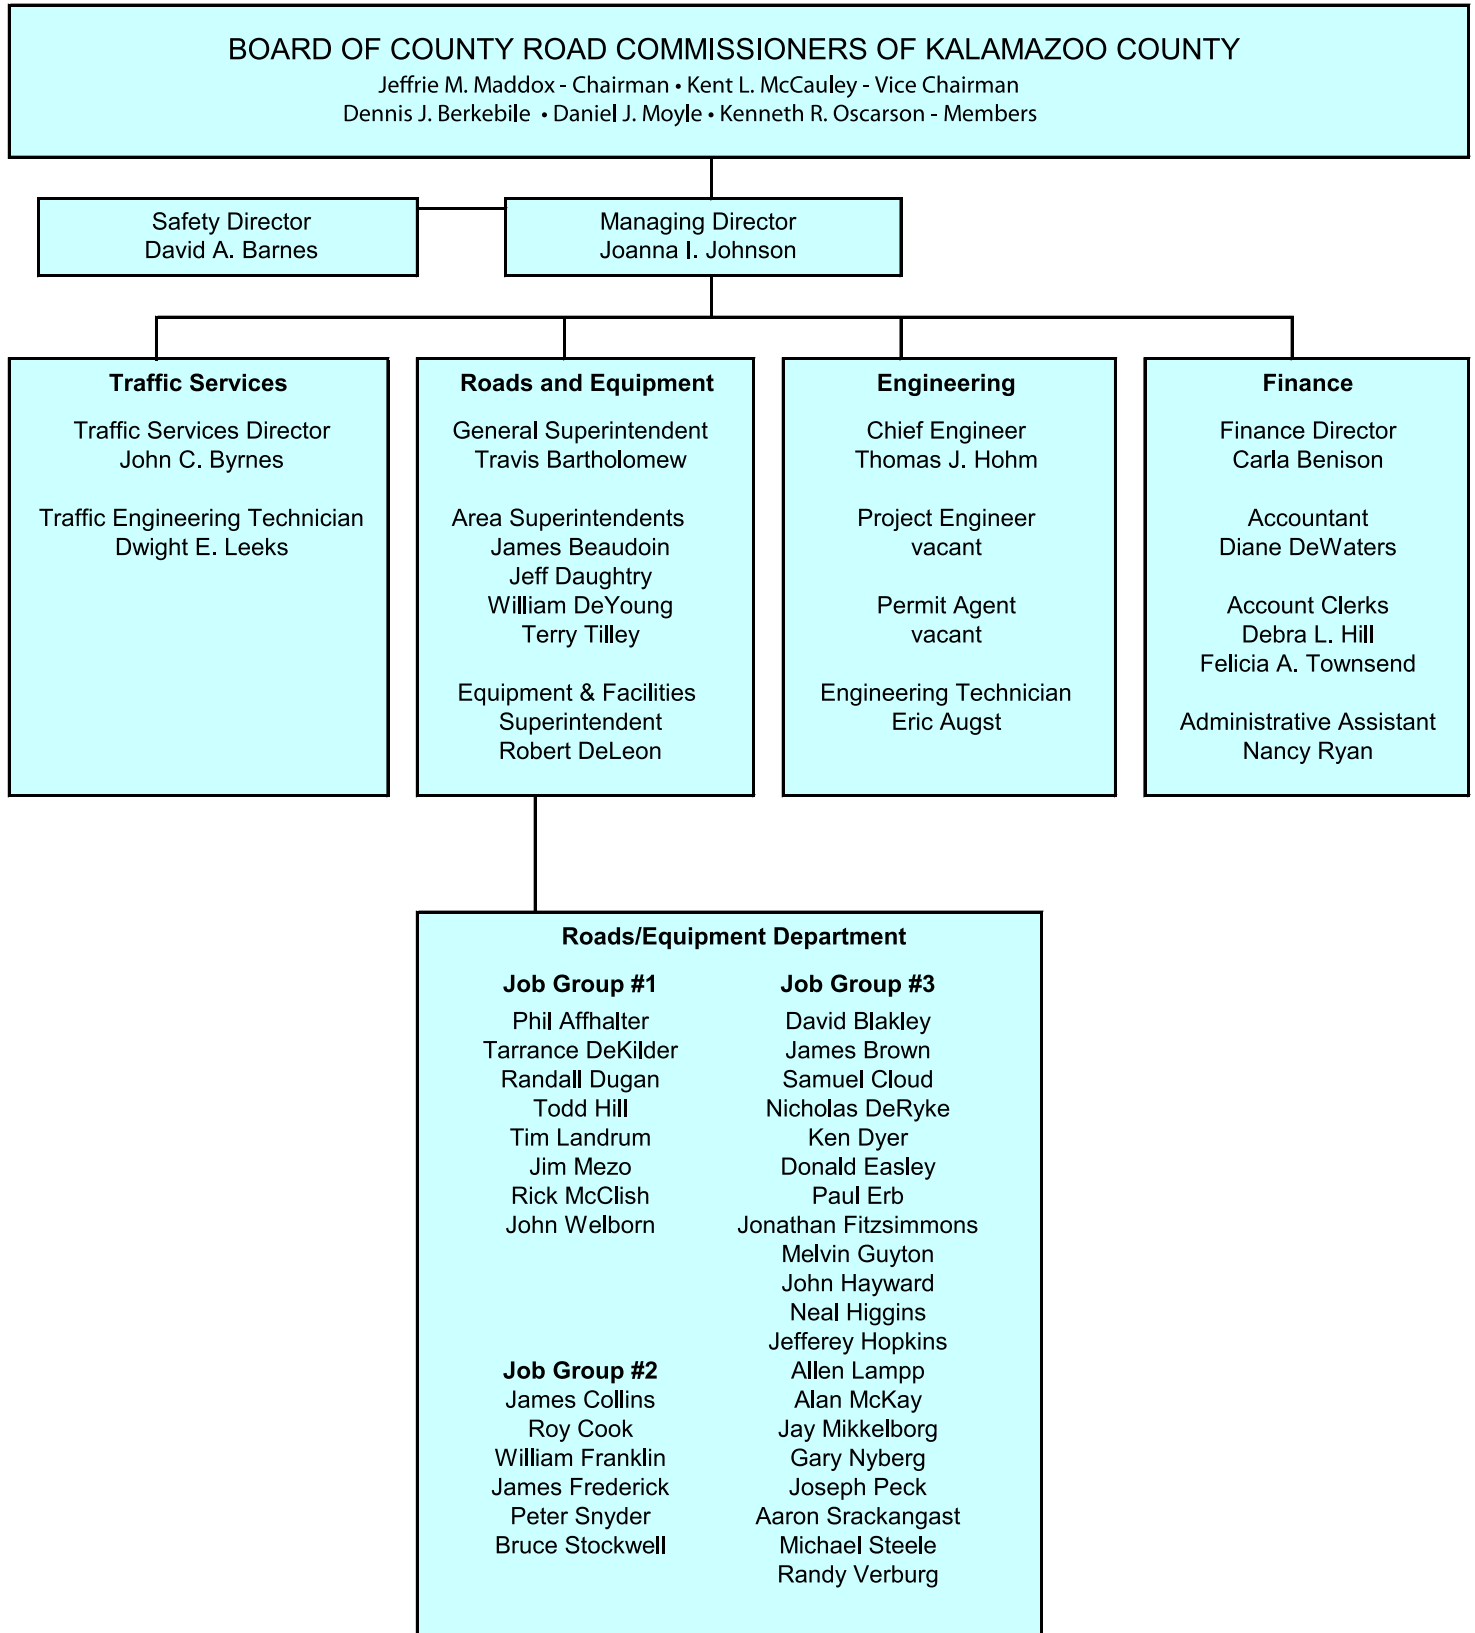 BOARD OF COUNTY ROAD COMMISSIONERS OF KALAMAZOO COUNTY
Jeffrie M. Maddox - Chairman • Kent L. McCauley - Vice Chairman
Dennis J. Berkebile • Daniel J. Moyle • Kenneth R. Oscarson - Members
Safety Director
David A. Barnes
Managing Director
Joanna I. Johnson
Traffic Services
Traffic Services Director
John C. Byrnes
Traffic Engineering Technician
Dwight E. Leeks
Roads and Equipment
General Superintendent
Travis Bartholomew
Area Superintendents
James Beaudoin
Jeff Daughtry
William DeYoung
Terry Tilley
Equipment & Facilities
Superintendent
Robert DeLeon
Engineering
Chief Engineer
Thomas J. Hohm
Project Engineer
vacant
Permit Agent
vacant
Engineering Technician
Eric Augst
Finance
Finance Director
Carla Benison
Accountant
Diane DeWaters
Account Clerks
Debra L. Hill
Felicia A. Townsend
Administrative Assistant
Nancy Ryan
Roads/Equipment Department
Job Group #1
Phil Affhalter
Tarrance DeKilder
Randall Dugan
Todd Hill
Tim Landrum
Jim Mezo
Rick McClish
John Welborn
Job Group #2
James Collins
Roy Cook
William Franklin
James Frederick
Peter Snyder
Bruce Stockwell
Job Group #3
David Blakley
James Brown
Samuel Cloud
Nicholas DeRyke
Ken Dyer
Donald Easley
Paul Erb
Jonathan Fitzsimmons
Melvin Guyton
John Hayward
Neal Higgins
Jefferey Hopkins
Allen Lampp
Alan McKay
Jay Mikkelborg
Gary Nyberg
Joseph Peck
Aaron Srackangast
Michael Steele
Randy Verburg